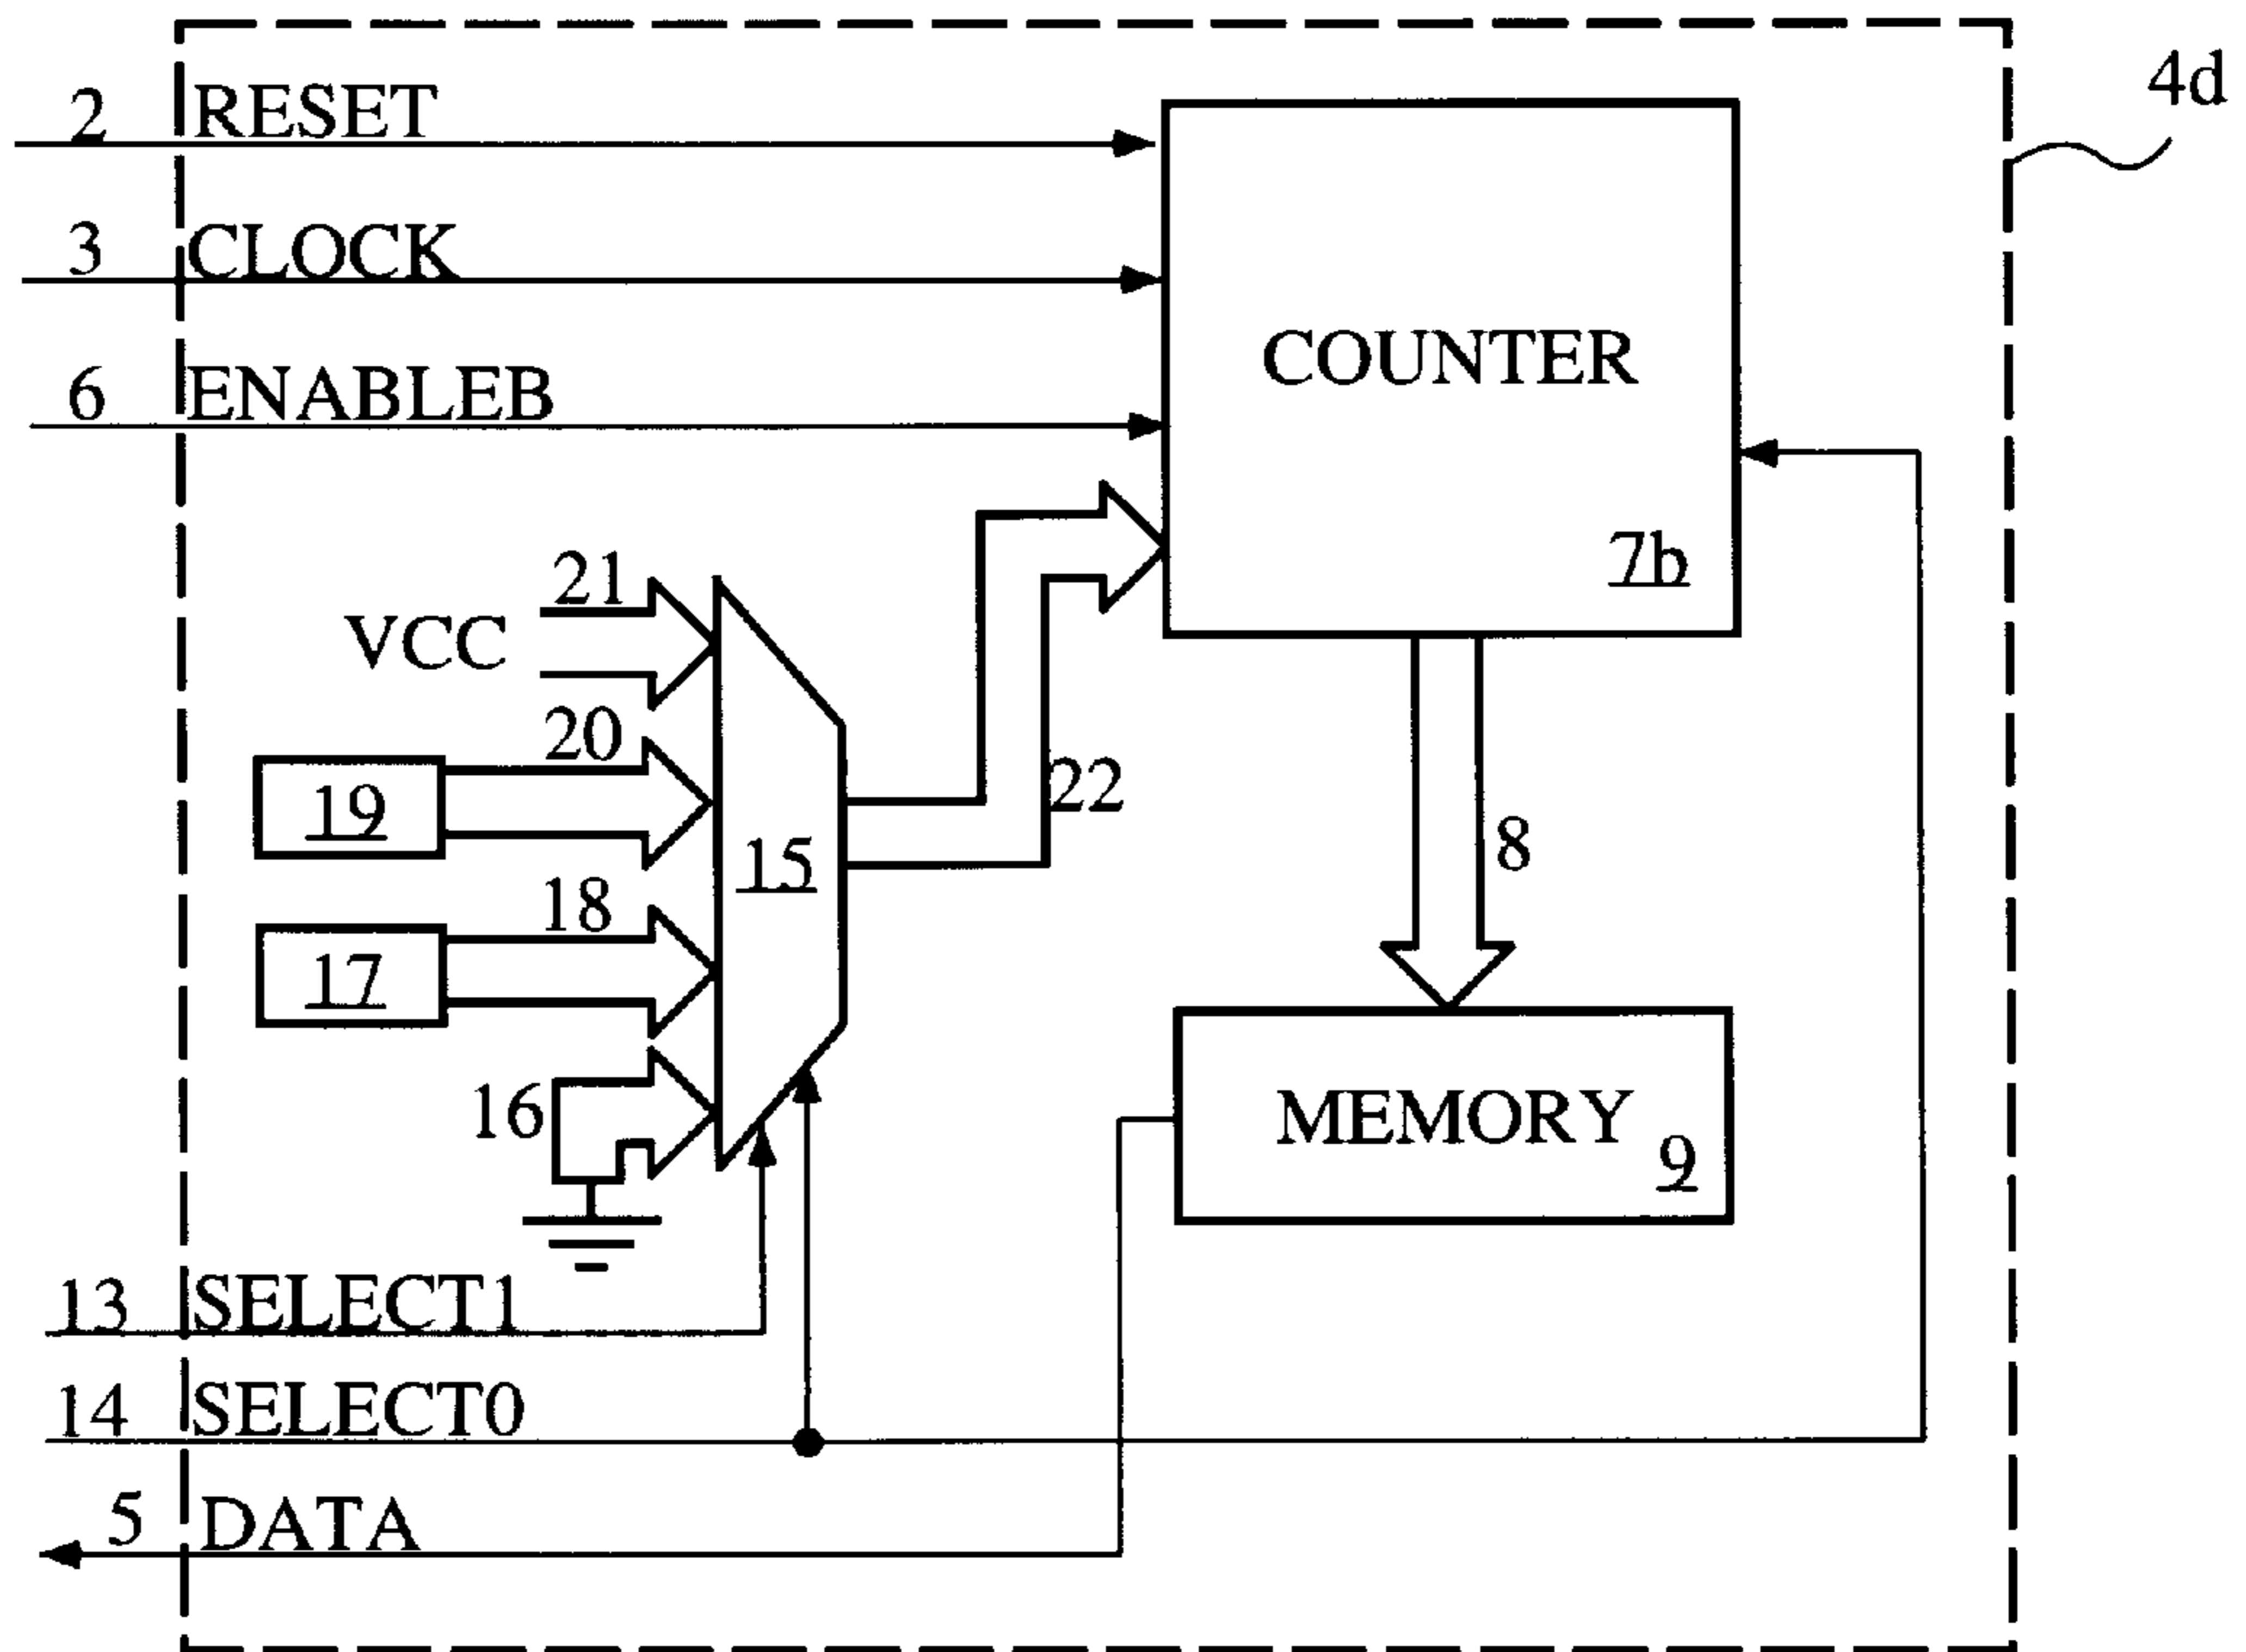 4d
2 RESET
3 CLOCK
6 ENABLEB
COUNTER
7b
21
VCC
20
19
22
15
8
18
17
16
MEMORY
9
13 SELECT1
14 SELECT0
5 DATA